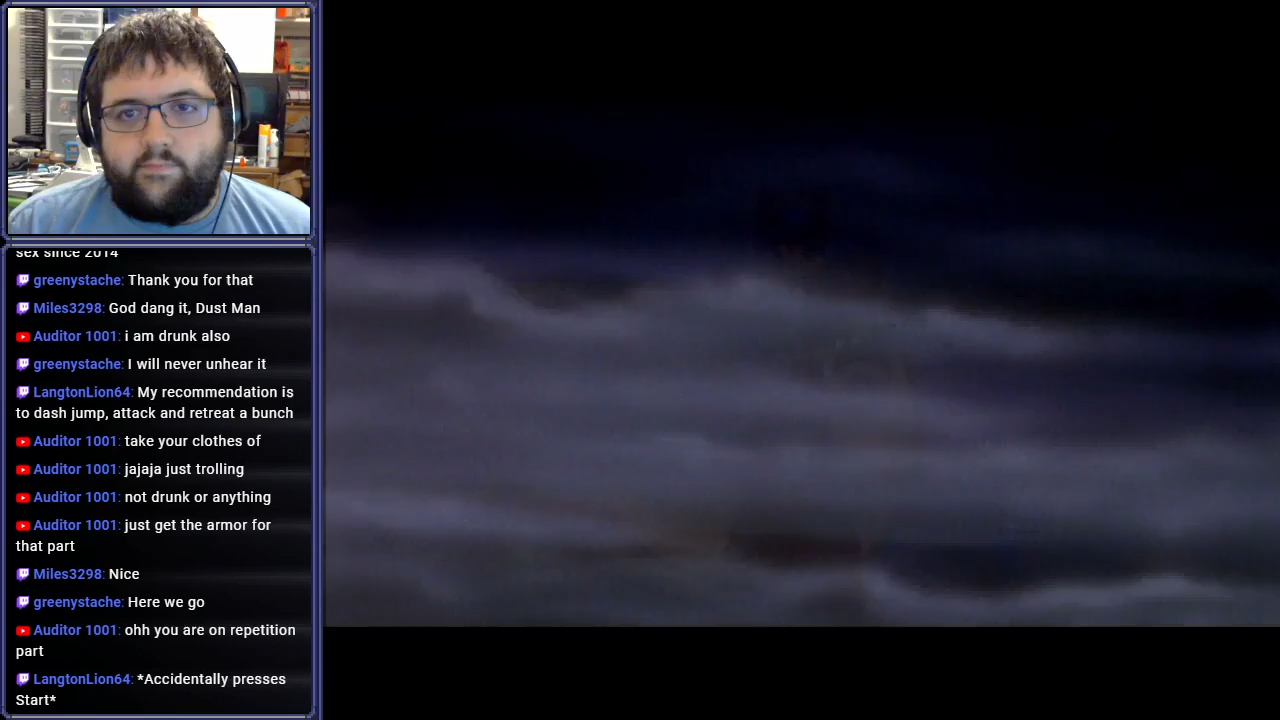 sex since 2014
greenystache: Thank you for that
Miles3298: God dang it, Dust Man
Auditor 1001: i am drunk also
greenystache: I will never unhear it
LangtonLion64: My recommendation is
to dash jump, attack and retreat a bunch
Auditor 1001: take your clothes of
Auditor 1001: jajaja just trolling
Auditor 1001: not drunk or anything
Auditor 1001: just get the armor for
that part
Miles3298: Nice
greenystache: Here we go
Auditor 1001: ohh you are on repetition
part
LangtonLion64: *Accidentally presses
Start*